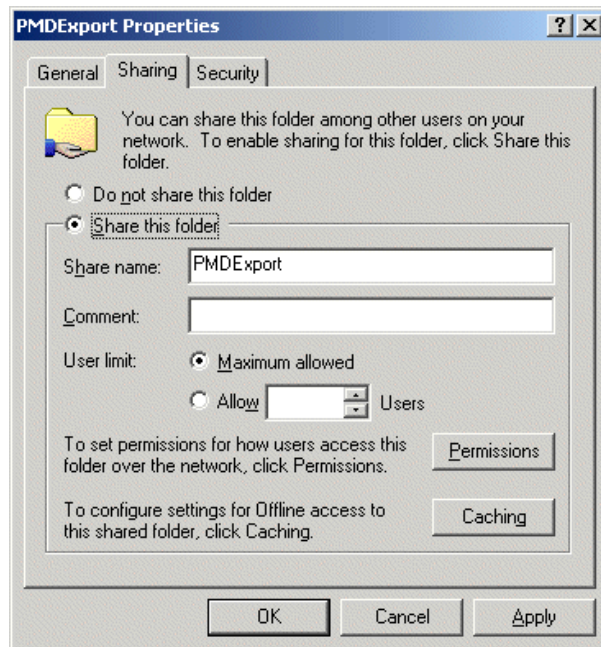 PMDExport Properties
General Sharing Security
You can share this folder among other users on your
network. To enable sharing for this folder, click Share this
folder.
Do not share this folder
Share this folder
Share name: PMDExport
Comment:
User limit: Maximum allowed
Allow Users
To set permissions for how users access this
folder over the network, click Permissions.
Permissions
To configure settings for Offline access to
this shared folder, click Caching.
Caching
OK Cancel Apply